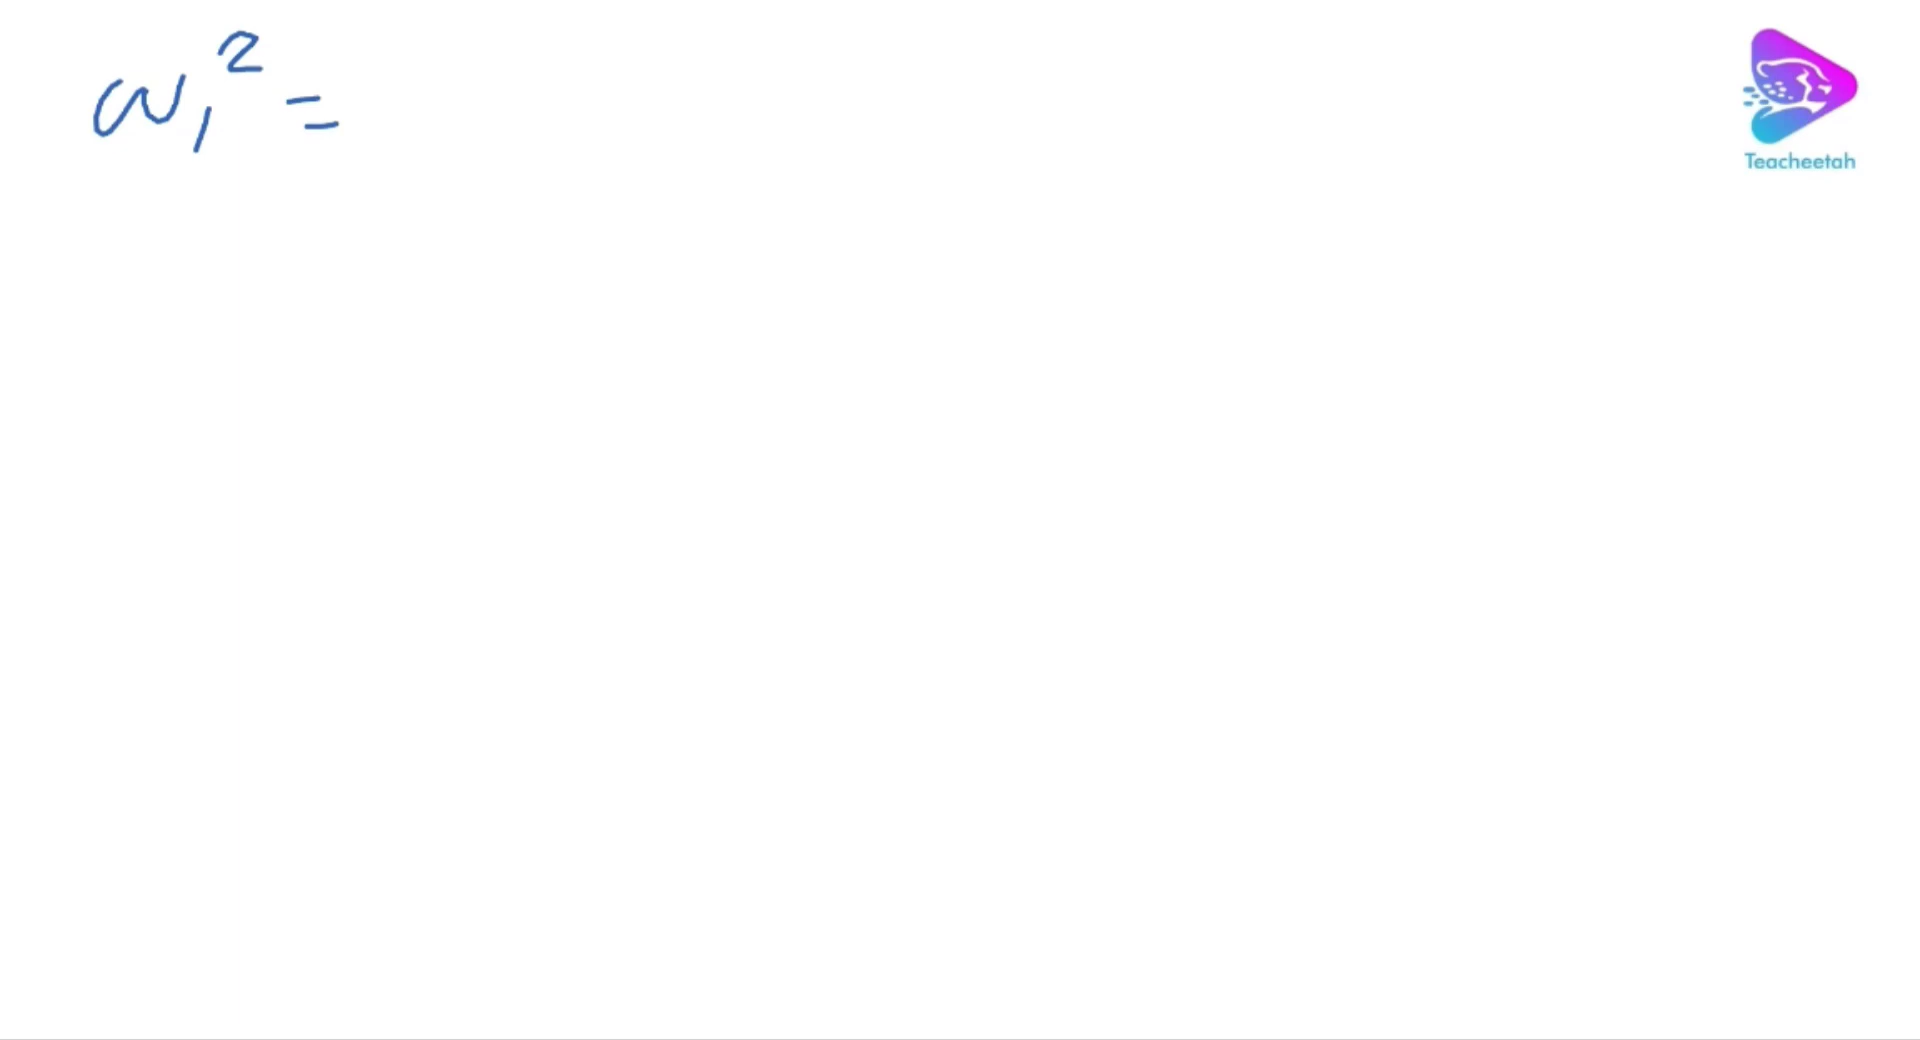 ω₁² =
Teacheetah